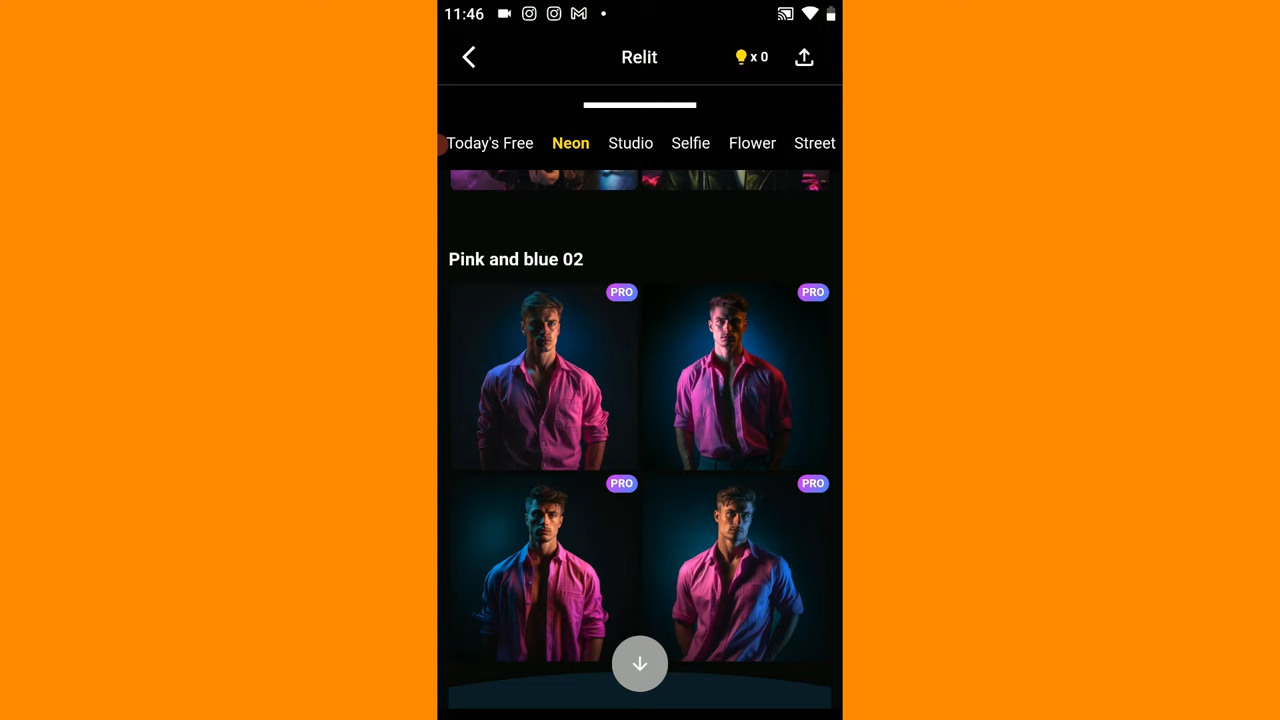 11:46
Relit
x 0
Today's Free Neon Studio Selfie Flower Street
Pink and blue 02
PRO PRO
PRO PRO